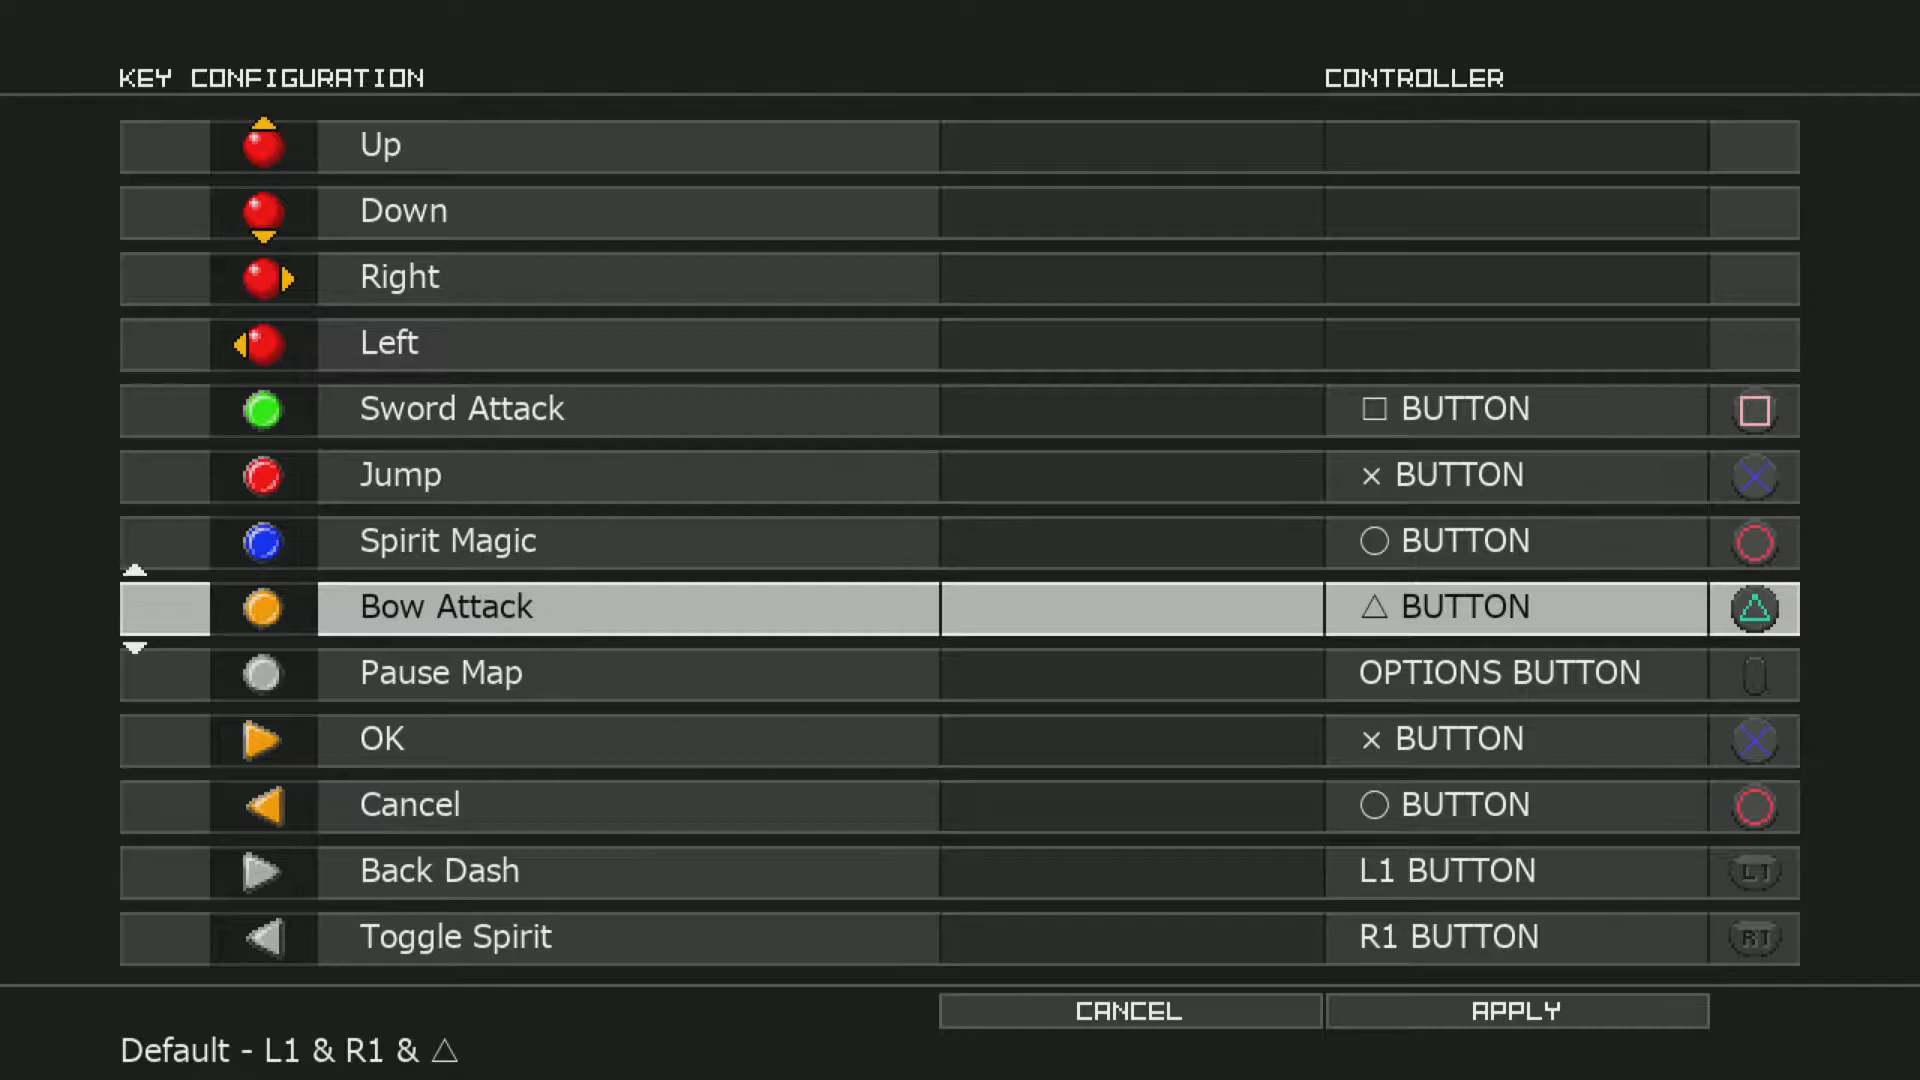 KEY CONFIGURATION CONTROLLER
Up
Down
Right
Left
Sword Attack □ BUTTON
Jump × BUTTON
Spirit Magic ○ BUTTON
Bow Attack △ BUTTON
Pause Map OPTIONS BUTTON
OK × BUTTON
Cancel ○ BUTTON
Back Dash L1 BUTTON
Toggle Spirit R1 BUTTON
CANCEL APPLY
Default - L1 & R1 & △